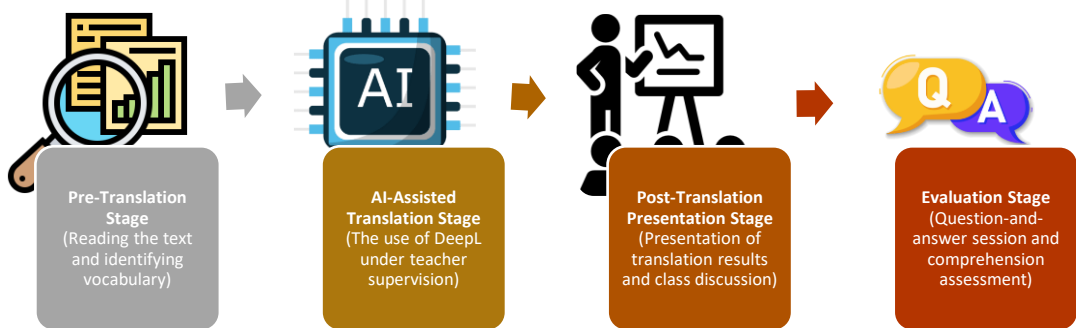 AI
Q
A
Pre-Translation
Stage
(Reading the text
and identifying
vocabulary)
AI-Assisted
Translation Stage
(The use of DeepL
under teacher
supervision)
Post-Translation
Presentation Stage
(Presentation of
translation results
and class discussion)
Evaluation Stage
(Question-and-
answer session and
comprehension
assessment)